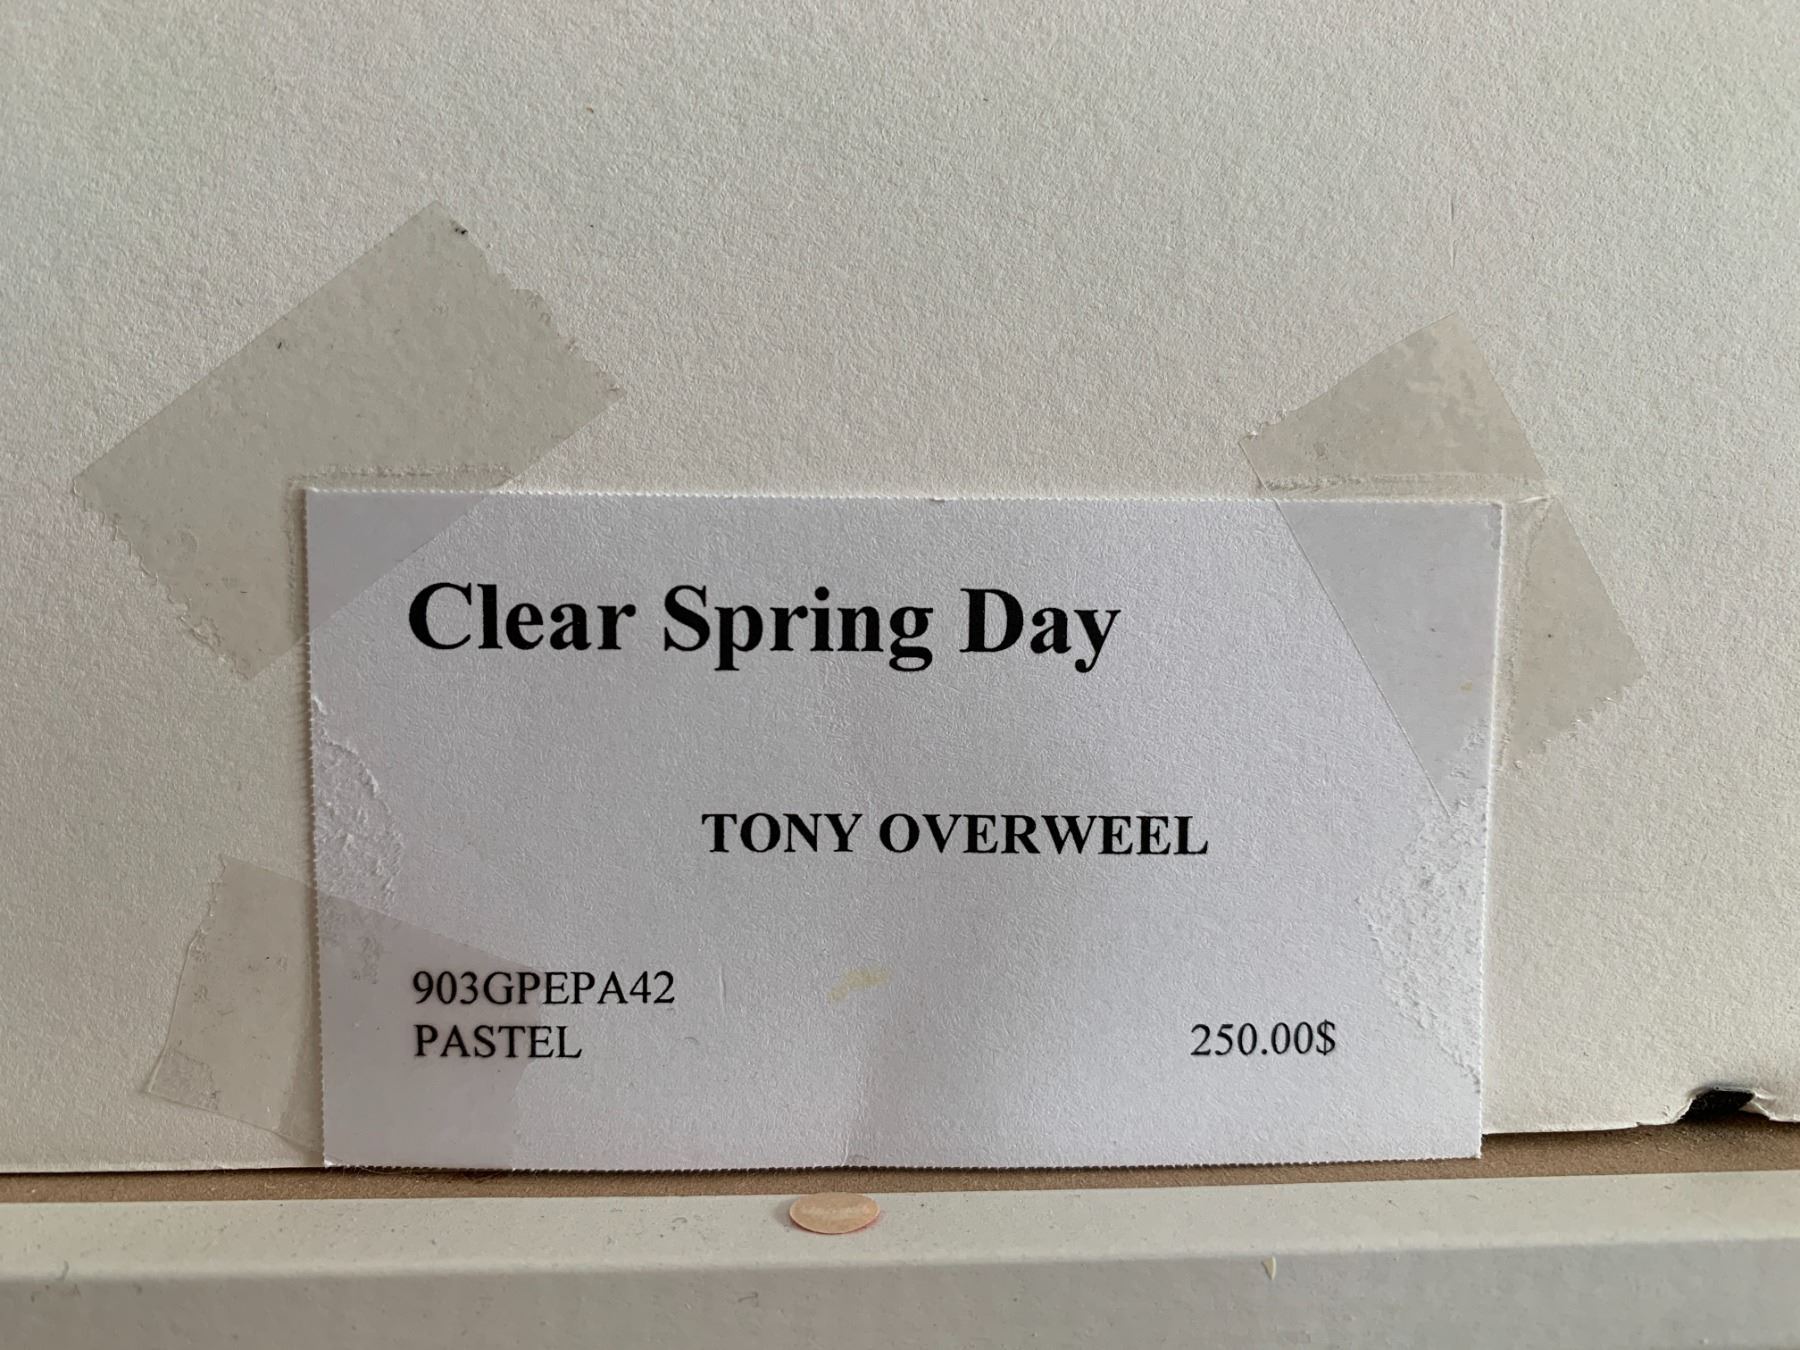 Clear Spring Day
TONY OVERWEEL
903GPEPA42
PASTEL 250.00$